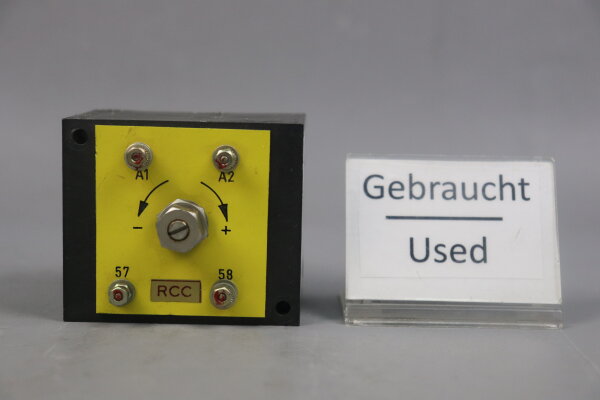 A1 A2
- +
57 58
RCC
Gebraucht
Used